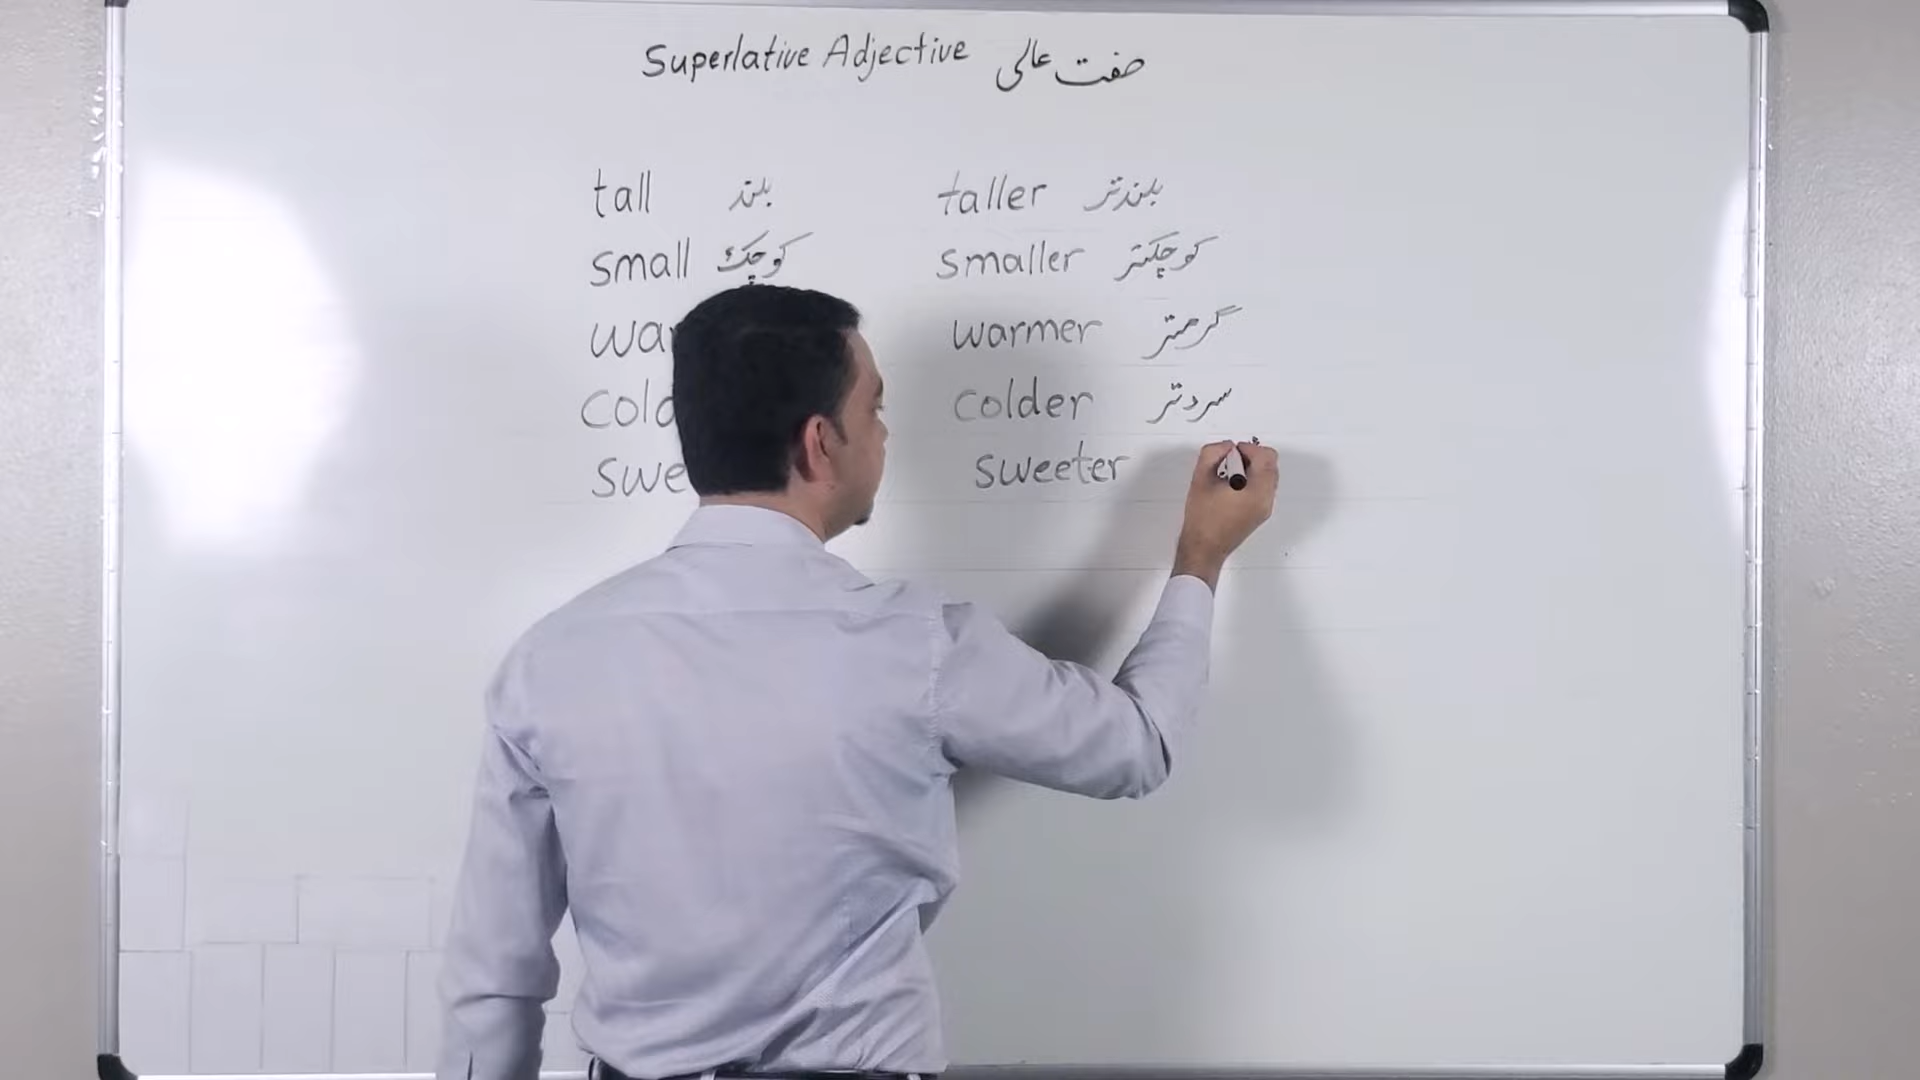 Superlative Adjective صفت عالی
tall بلند taller بلندتر
small کوچک smaller کوچکتر
warmer گرمتر
colder سردتر
sweeter